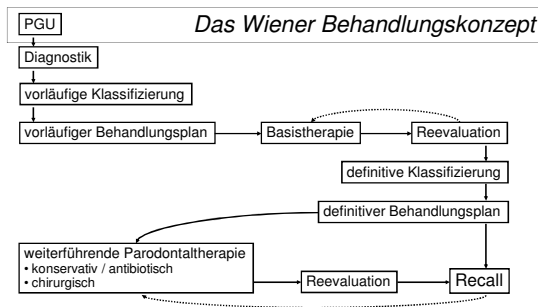 Das Wiener Behandlungskonzept
PGU
Diagnostik
vorläufige Klassifizierung
vorläufiger Behandlungsplan
Basistherapie
Reevaluation
definitive Klassifizierung
definitiver Behandlungsplan
weiterführende Parodontaltherapie
• konservativ / antibiotisch
• chirurgisch
Reevaluation
Recall